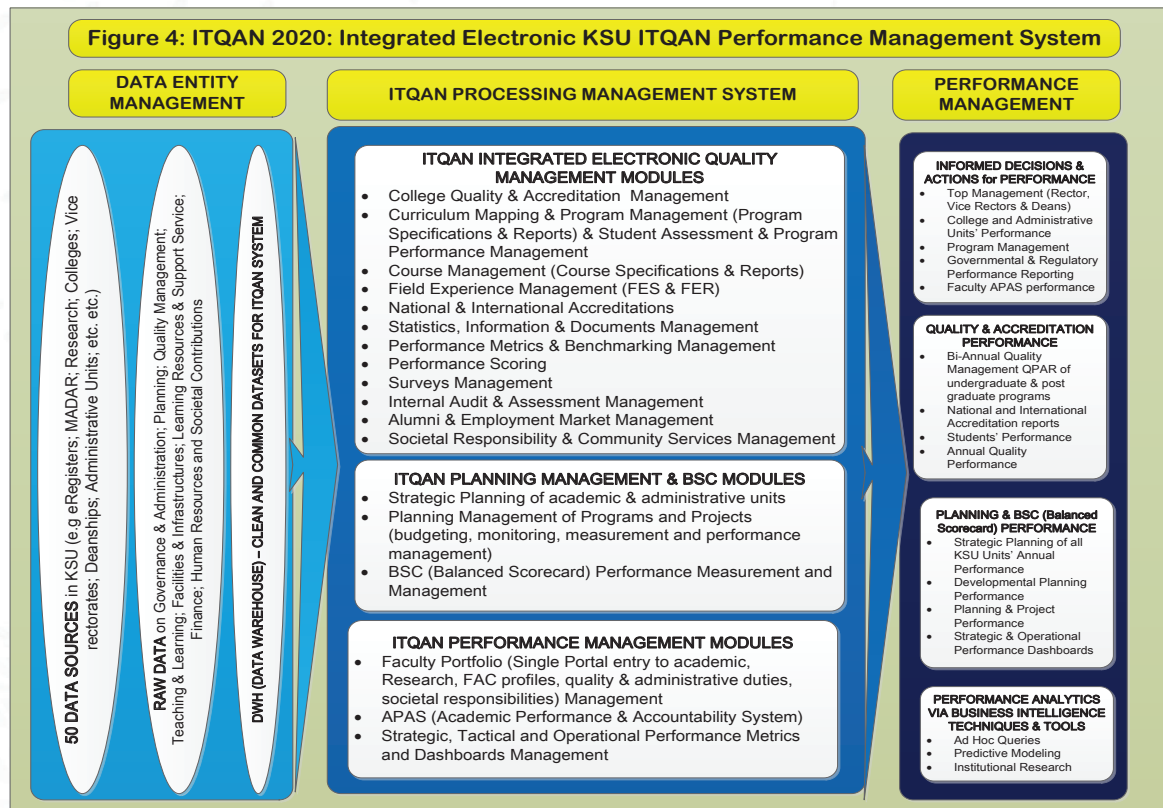 Figure 4: ITQAN 2020: Integrated Electronic KSU ITQAN Performance Management System
DATA ENTITY
MANAGEMENT
50 DATA SOURCES in KSU (e.g eRegisters; MADAR; Research; Colleges; Vice
rectorates; Deanships; Administrative Units; etc. etc.)
RAW DATA on Governance & Administration; Planning; Quality Management;
Teaching & Learning; Facilities & Infrastructures; Learning Resources & Support Service;
Finance; Human Resources and Societal Contributions
DWH (DATA WAREHOUSE) – CLEAN AND COMMON DATASETS FOR ITQAN SYSTEM
ITQAN PROCESSING MANAGEMENT SYSTEM
ITQAN INTEGRATED ELECTRONIC QUALITY
MANAGEMENT MODULES
• College Quality & Accreditation Management
• Curriculum Mapping & Program Management (Program
Specifications & Reports) & Student Assessment & Program
Performance Management
• Course Management (Course Specifications & Reports)
• Field Experience Management (FES & FER)
• National & International Accreditations
• Statistics, Information & Documents Management
• Performance Metrics & Benchmarking Management
• Performance Scoring
• Surveys Management
• Internal Audit & Assessment Management
• Alumni & Employment Market Management
• Societal Responsibility & Community Services Management
ITQAN PLANNING MANAGEMENT & BSC MODULES
• Strategic Planning of academic & administrative units
• Planning Management of Programs and Projects
(budgeting, monitoring, measurement and performance
management)
• BSC (Balanced Scorecard) Performance Measurement and
Management
ITQAN PERFORMANCE MANAGEMENT MODULES
• Faculty Portfolio (Single Portal entry to academic,
Research, FAC profiles, quality & administrative duties,
societal responsibilities) Management
• APAS (Academic Performance & Accountability System)
• Strategic, Tactical and Operational Performance Metrics
and Dashboards Management
PERFORMANCE
MANAGEMENT
INFORMED DECISIONS &
ACTIONS for PERFORMANCE
• Top Management (Rector,
Vice Rectors & Deans)
• College and Administrative
Units' Performance
• Program Management
• Governmental & Regulatory
Performance Reporting
• Faculty APAS performance
QUALITY & ACCREDITATION
PERFORMANCE
• Bi-Annual Quality
Management QPAR of
undergraduate & post
graduate programs
• National and International
Accreditation reports
• Students' Performance
• Annual Quality
Performance
PLANNING & BSC (Balanced
Scorecard) PERFORMANCE
• Strategic Planning of all
KSU Units' Annual
Performance
• Developmental Planning
Performance
• Planning & Project
Performance
• Strategic & Operational
Performance Dashboards
PERFORMANCE ANALYTICS
VIA BUSINESS INTELLIGENCE
TECHNIQUES & TOOLS
• Ad Hoc Queries
• Predictive Modeling
• Institutional Research